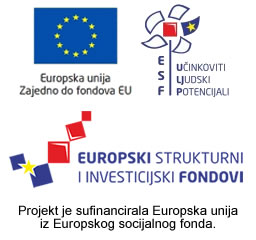 Europska unija
Zajedno do fondova EU
ESF
UČINKOVITI
LJUDSKI
POTENCIJALI
EUROPSKI STRUKTURNI
I INVESTICIJSKI FONDOVI
Projekt je sufinancirala Europska unija
iz Europskog socijalnog fonda.